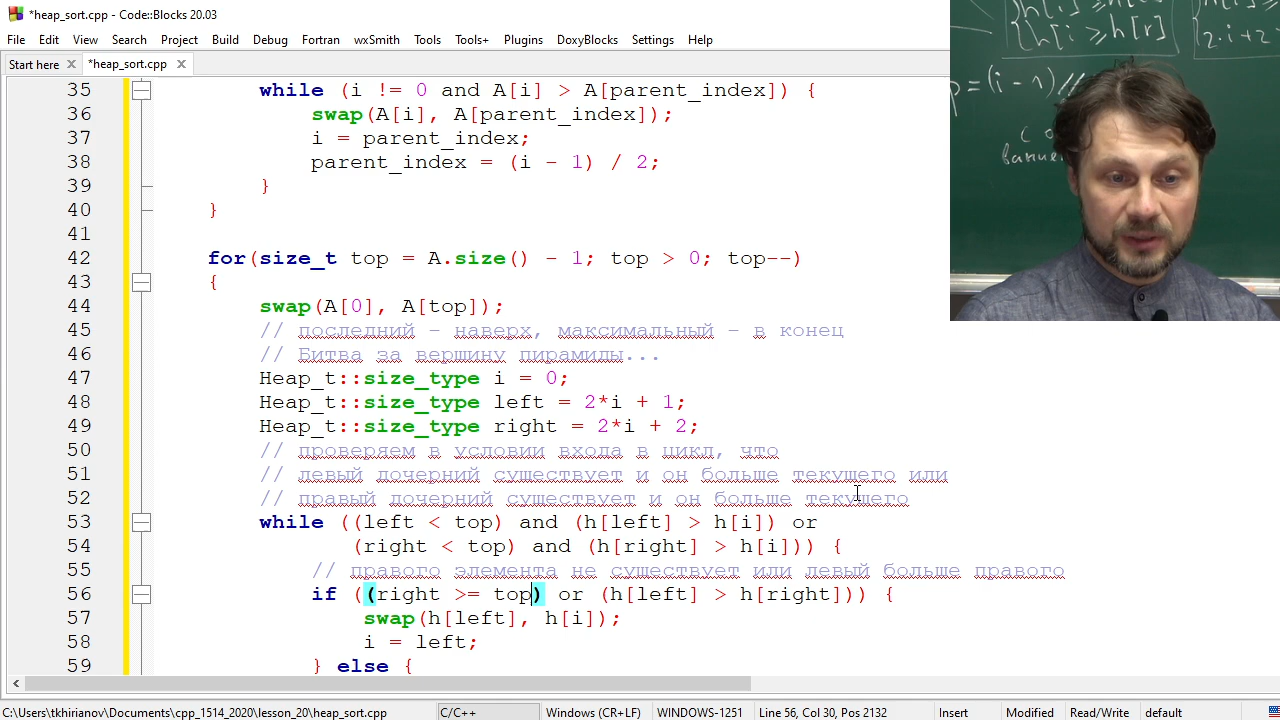 *heap_sort.cpp - Code::Blocks 20.03
File Edit View Search Project Build Debug Fortran wxSmith Tools Tools+ Plugins DoxyBlocks Settings Help
Start here *heap_sort.cpp
35 while (i != 0 and A[i] > A[parent_index]) {
36 swap(A[i], A[parent_index]);
37 i = parent_index;
38 parent_index = (i - 1) / 2;
39 }
40 }
41
42 for(size_t top = A.size() - 1; top > 0; top--)
43 {
44 swap(A[0], A[top]);
45 // последний - наверх, максимальный - в конец
46 // Битва за вершину пирамиды...
47 Heap_t::size_type i = 0;
48 Heap_t::size_type left = 2*i + 1;
49 Heap_t::size_type right = 2*i + 2;
50 // проверяем в условии входа в цикл, что
51 // левый дочерний существует и он больше текущего или
52 // правый дочерний существует и он больше текущего
53 while ((left < top) and (h[left] > h[i]) or
54 (right < top) and (h[right] > h[i])) {
55 // правого элемента не существует или левый больше правого
56 if ((right >= top) or (h[left] > h[right])) {
57 swap(h[left], h[i]);
58 i = left;
59 } else {
h[i] ≥ h[r]
2·i+2
p=(i-1)//
C:\Users\tkhirianov\Documents\cpp_1514_2020\lesson_20\heap_sort.cpp C/C++ Windows (CR+LF) WINDOWS-1251 Line 56, Col 30, Pos 2132 Insert Modified Read/Write default